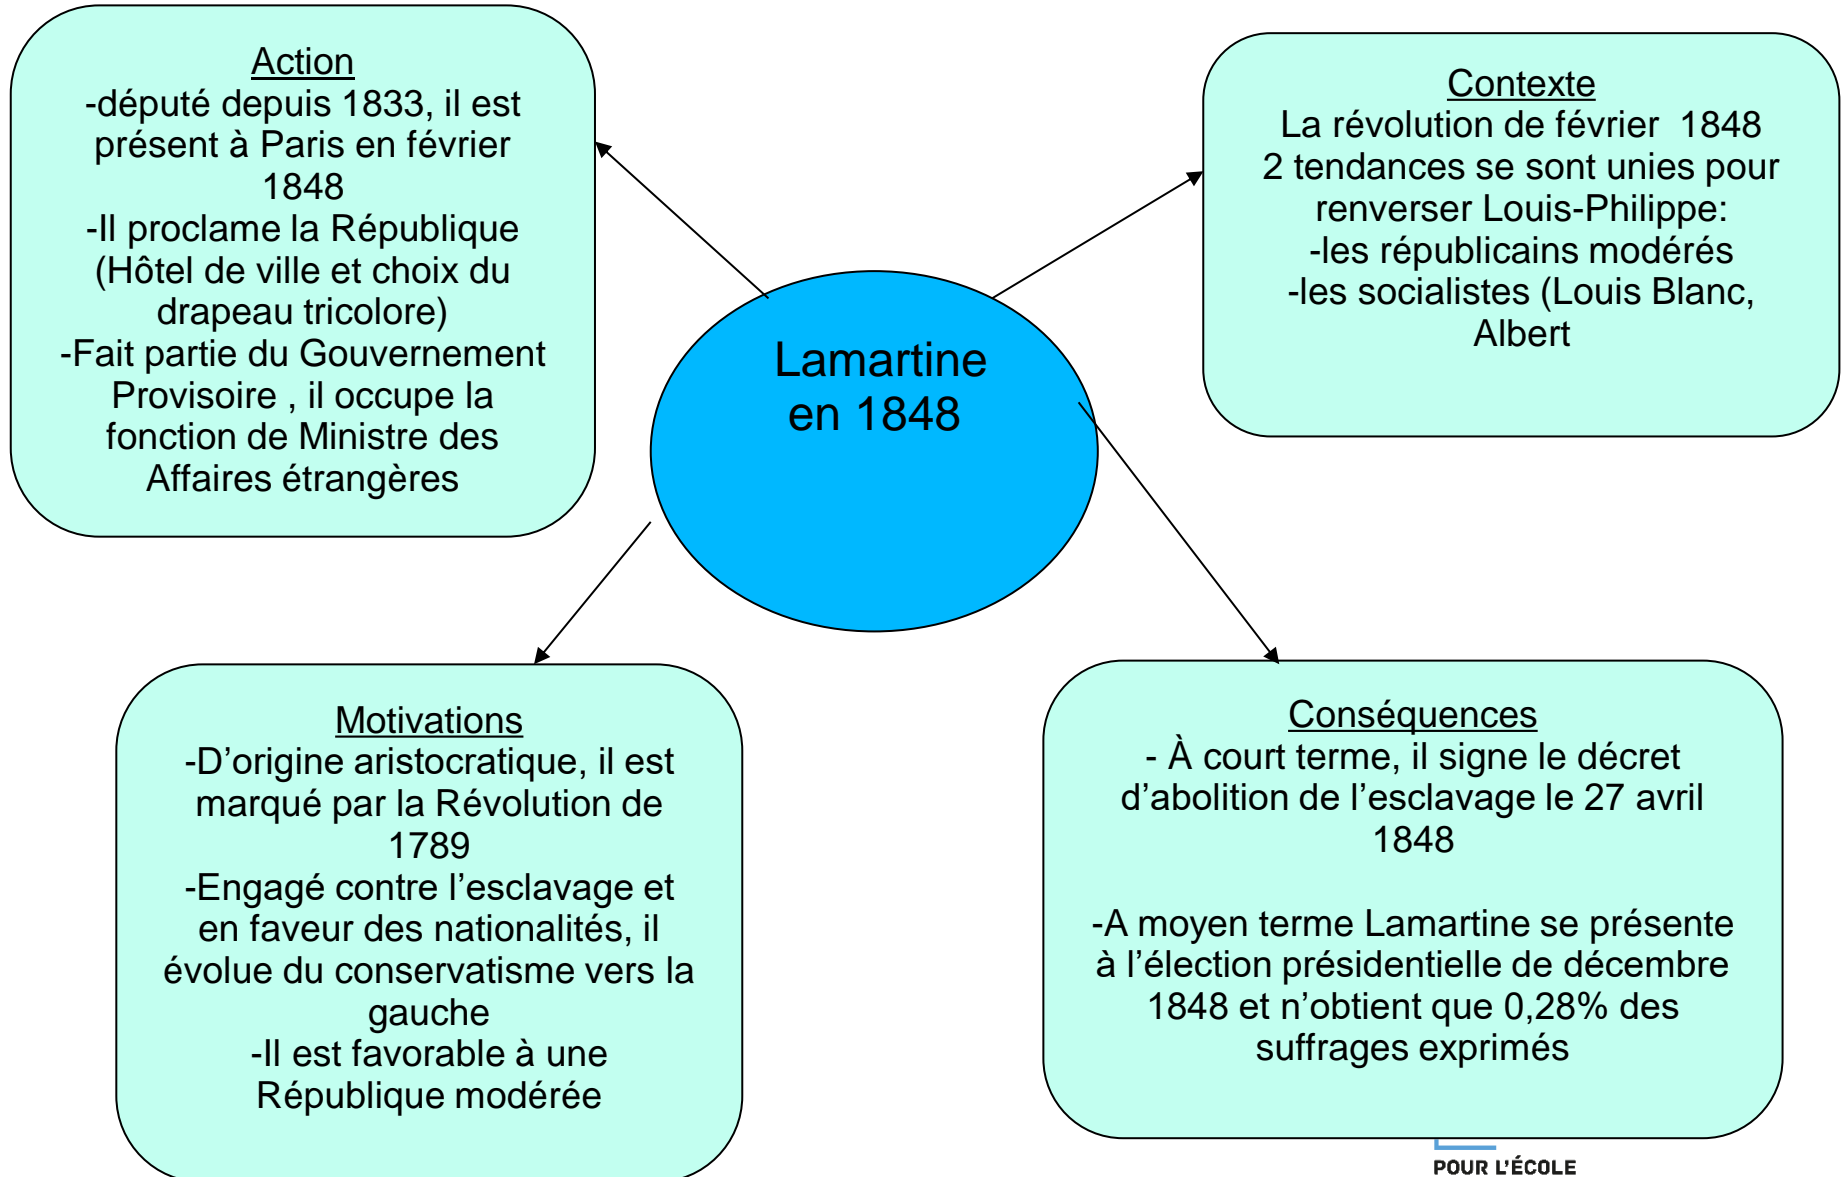 Action
-député depuis 1833, il est
présent à Paris en février
1848
-Il proclame la République
(Hôtel de ville et choix du
drapeau tricolore)
-Fait partie du Gouvernement
Provisoire , il occupe la
fonction de Ministre des
Affaires étrangères
Contexte
La révolution de février  1848
2 tendances se sont unies pour
renverser Louis-Philippe:
-les républicains modérés
-les socialistes (Louis Blanc,
Albert
Lamartine
en 1848
Motivations
-D’origine aristocratique, il est
marqué par la Révolution de
1789
-Engagé contre l’esclavage et
en faveur des nationalités, il
évolue du conservatisme vers la
gauche
-Il est favorable à une
République modérée
Conséquences
- À court terme, il signe le décret
d’abolition de l’esclavage le 27 avril
1848
-A moyen terme Lamartine se présente
à l’élection présidentielle de décembre
1848 et n’obtient que 0,28% des
suffrages exprimés
POUR L’ÉCOLE